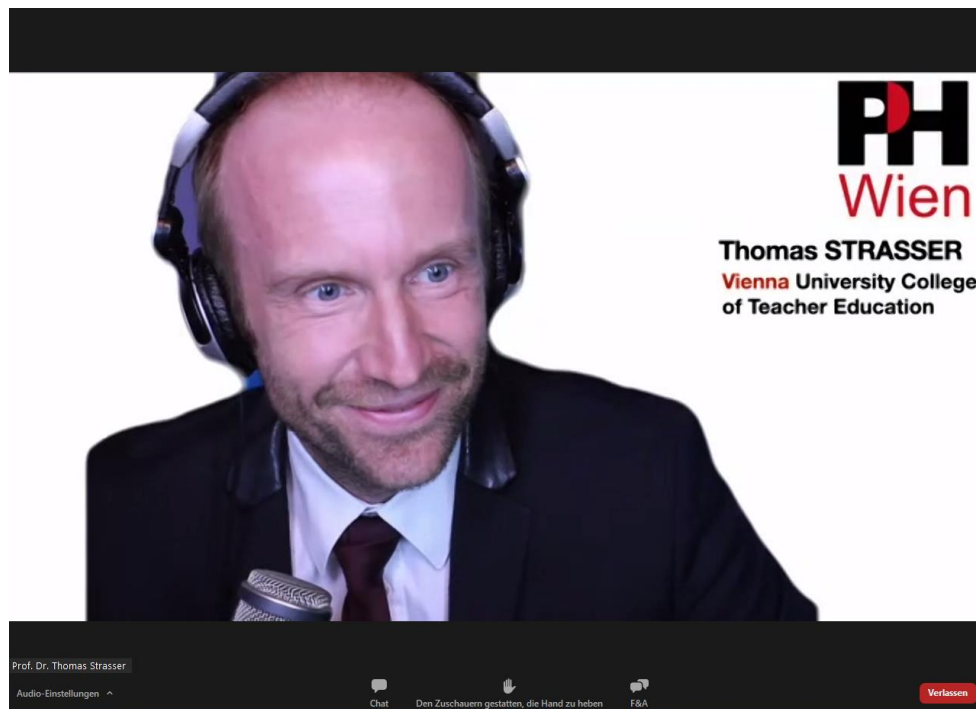 PH
Wien
Thomas STRASSER
Vienna University College
of Teacher Education
Prof. Dr. Thomas Strasser
Audio-Einstellungen
Chat
Den Zuschauern gestatten, die Hand zu heben
F&A
Verlassen